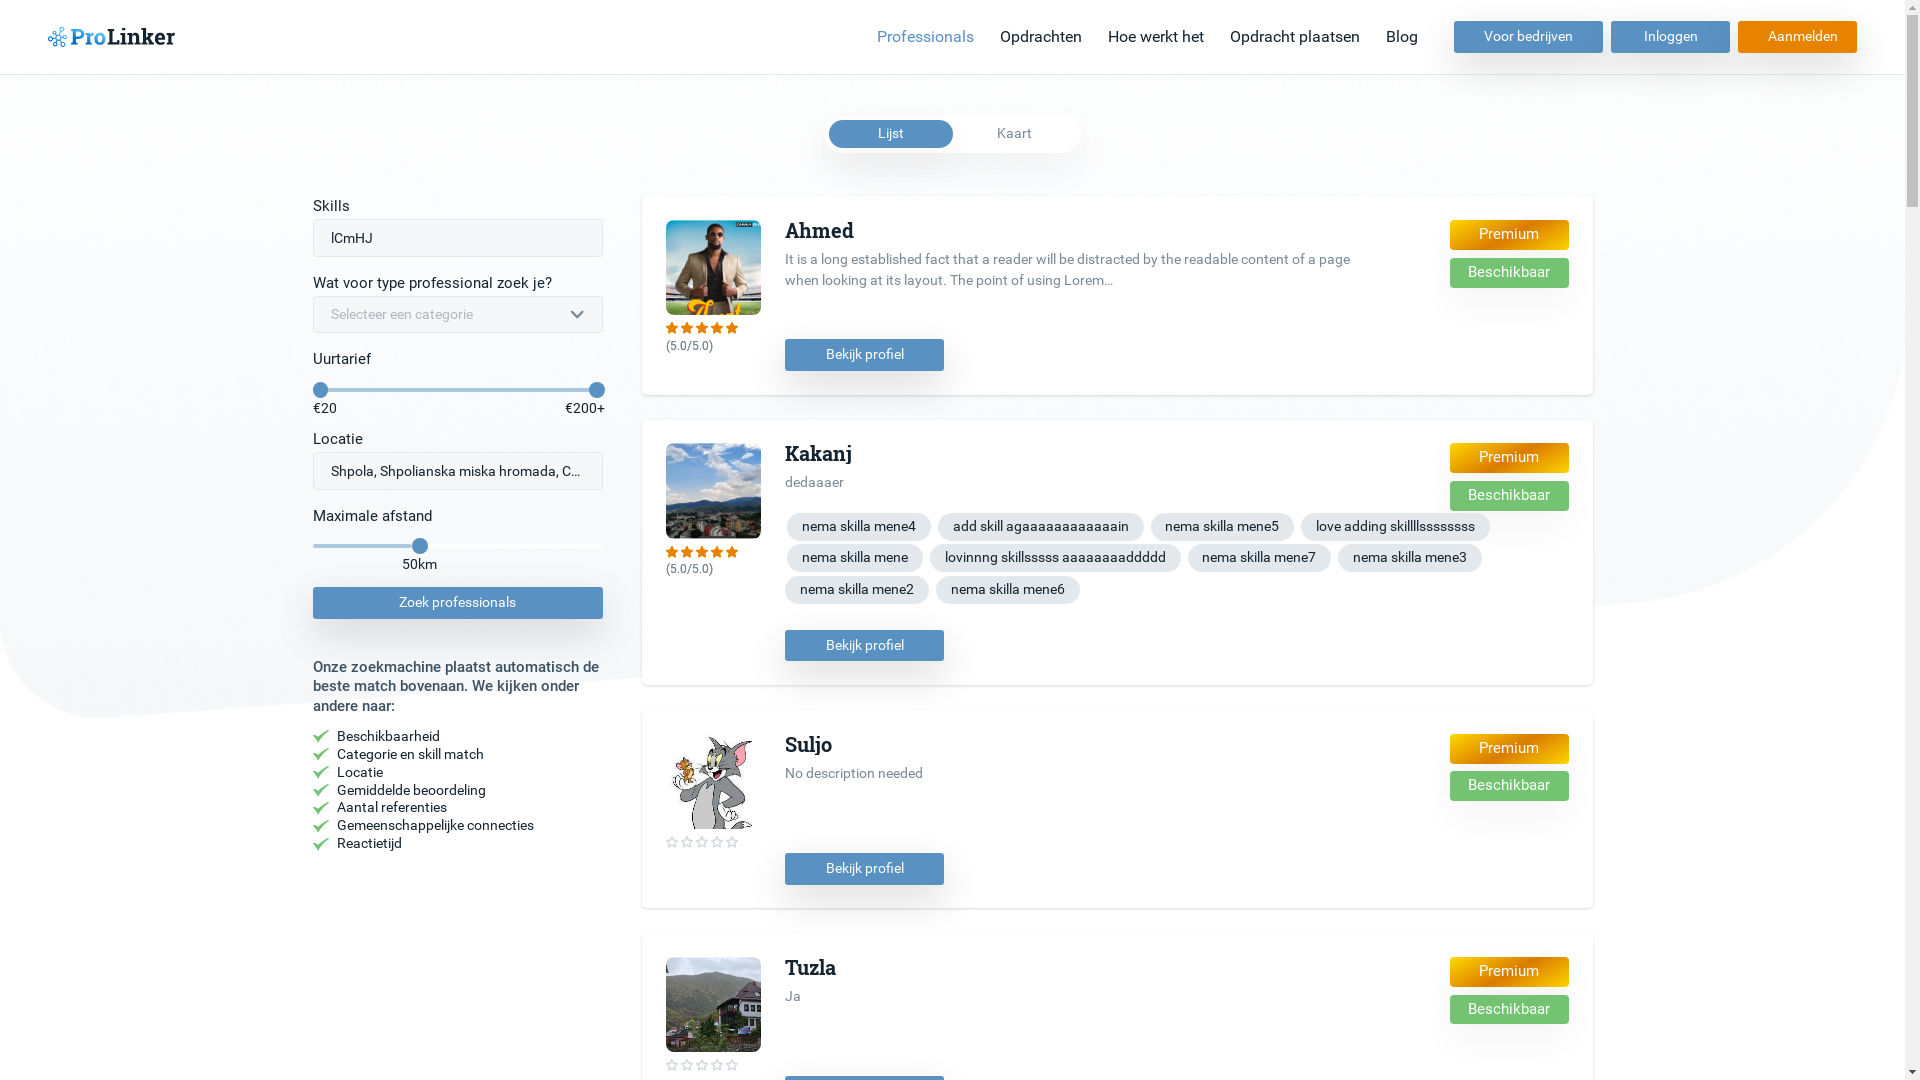 ProLinker
Professionals
Opdrachten
Hoe werkt het
Opdracht plaatsen
Blog
Voor bedrijven
Inloggen
Aanmelden
Lijst
Kaart
Skills
lCmHJ
Wat voor type professional zoek je?
Selecteer een categorie
Uurtarief
€20
€200+
Locatie
Shpola, Shpolianska miska hromada, C...
Maximale afstand
50km
Zoek professionals
Onze zoekmachine plaatst automatisch de
beste match bovenaan. We kijken onder
andere naar:
Beschikbaarheid
Categorie en skill match
Locatie
Gemiddelde beoordeling
Aantal referenties
Gemeenschappelijke connecties
Reactietijd
Ahmed
It is a long established fact that a reader will be distracted by the readable content of a page
when looking at its layout. The point of using Lorem...
Premium
Beschikbaar
(5.0/5.0)
Bekijk profiel
Kakanj
dedaaaer
Premium
Beschikbaar
nema skilla mene4
add skill agaaaaaaaaaaaain
nema skilla mene5
love adding skillllssssssss
nema skilla mene
lovinnng skillsssss aaaaaaaaddddd
nema skilla mene7
nema skilla mene3
nema skilla mene2
nema skilla mene6
(5.0/5.0)
Bekijk profiel
Suljo
No description needed
Premium
Beschikbaar
Bekijk profiel
Tuzla
Ja
Premium
Beschikbaar